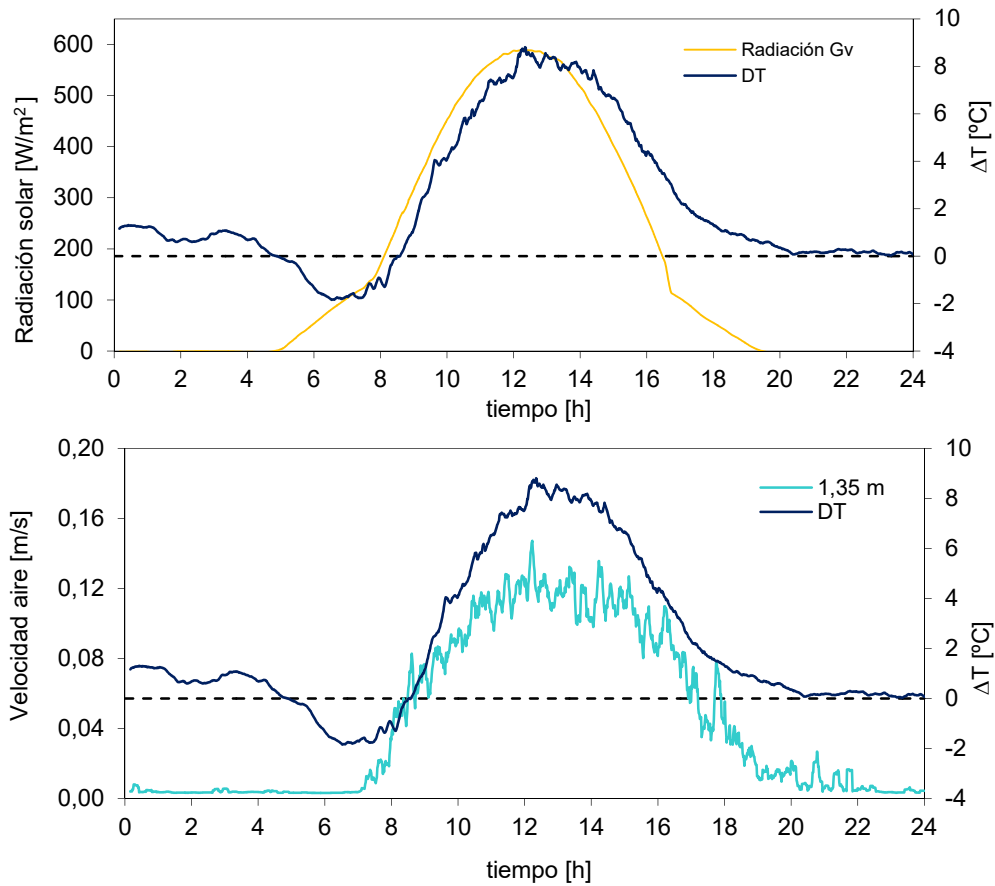 Radiación solar [W/m²]
600
500
400
300
200
100
0
Radiación Gv
DT
10
8
6
4
2
0
-2
-4
ΔT [ºC]
0 2 4 6 8 10 12 14 16 18 20 22 24
tiempo [h]
Velocidad aire [m/s]
0,20
0,16
0,12
0,08
0,04
0,00
1,35 m
DT
10
8
6
4
2
0
-2
-4
ΔT [ºC]
0 2 4 6 8 10 12 14 16 18 20 22 24
tiempo [h]